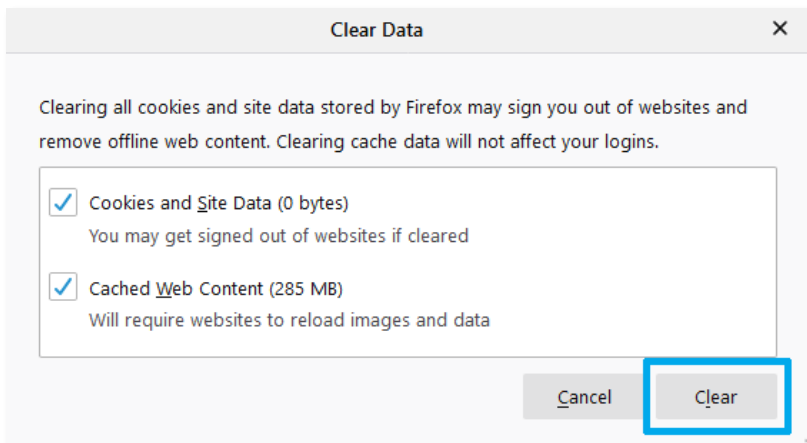 Clear Data
Clearing all cookies and site data stored by Firefox may sign you out of websites and
remove offline web content. Clearing cache data will not affect your logins.
Cookies and Site Data (0 bytes)
You may get signed out of websites if cleared
Cached Web Content (285 MB)
Will require websites to reload images and data
Cancel
Clear